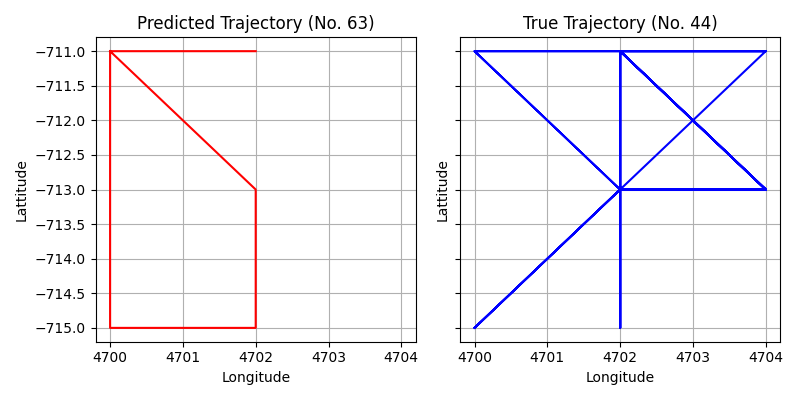 Predicted Trajectory (No. 63)
True Trajectory (No. 44)
−711.0
−711.5
−712.0
−712.5
−713.0
−713.5
−714.0
−714.5
−715.0
Lattitude
Lattitude
4700 4701 4702 4703 4704
4700 4701 4702 4703 4704
Longitude
Longitude